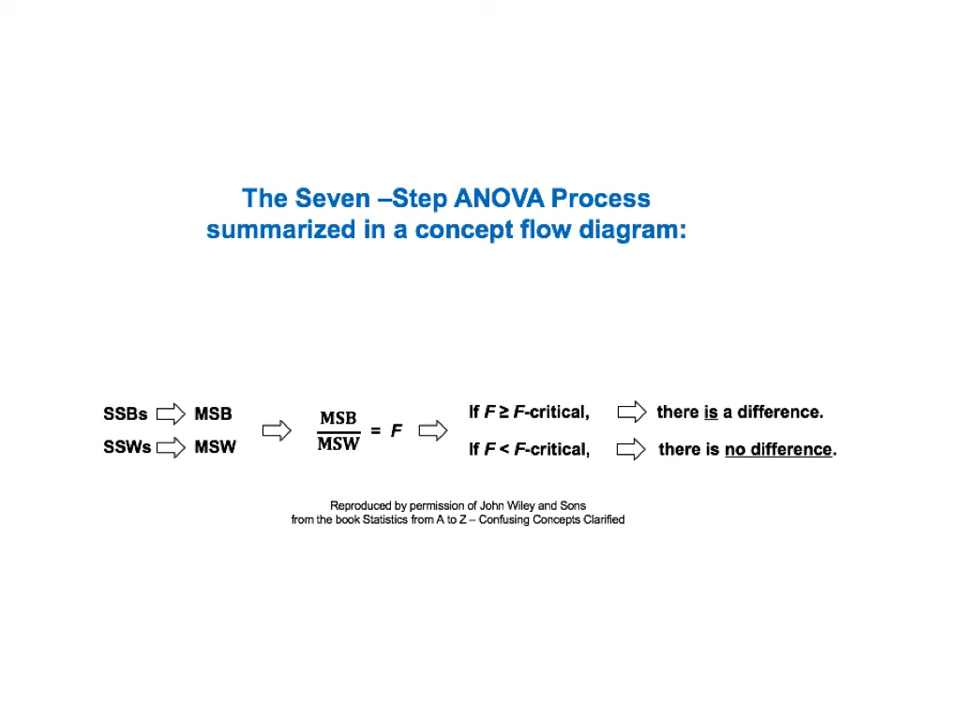 The Seven –Step ANOVA Process
summarized in a concept flow diagram:
SSBs ⇨ MSB
SSWs ⇨ MSW
⇨ MSB/MSW = F ⇨
If F ≥ F-critical, ⇨ there is a difference.
If F < F-critical, ⇨ there is no difference.
Reproduced by permission of John Wiley and Sons
from the book Statistics from A to Z – Confusing Concepts Clarified